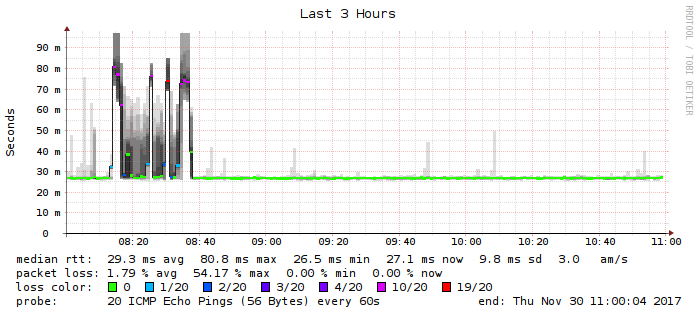 Last 3 Hours
RRDTOOL / TOBI OETIKER
Seconds
90 m
80 m
70 m
60 m
50 m
40 m
30 m
20 m
10 m
0
08:20 08:40 09:00 09:20 09:40 10:00 10:20 10:40 11:00
median rtt: 29.3 ms avg 80.8 ms max 26.5 ms min 27.1 ms now 9.8 ms sd 3.0 am/s
packet loss: 1.79 % avg 54.17 % max 0.00 % min 0.00 % now
loss color: 0 1/20 2/20 3/20 4/20 10/20 19/20
probe: 20 ICMP Echo Pings (56 Bytes) every 60s end: Thu Nov 30 11:00:04 2017